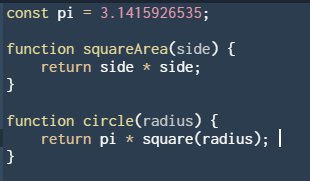 const pi = 3.1415926535;
function squareArea(side) {
return side * side;
}
function circle(radius) {
return pi * square(radius);
}